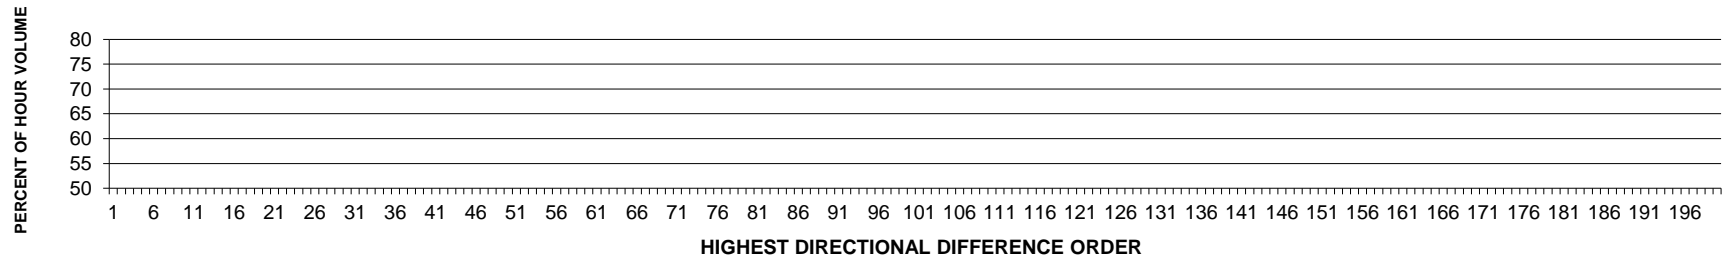 PERCENT OF HOUR VOLUME
80
75
70
65
60
55
50
1 6 11 16 21 26 31 36 41 46 51 56 61 66 71 76 81 86 91 96 101 106 111 116 121 126 131 136 141 146 151 156 161 166 171 176 181 186 191 196
HIGHEST DIRECTIONAL DIFFERENCE ORDER